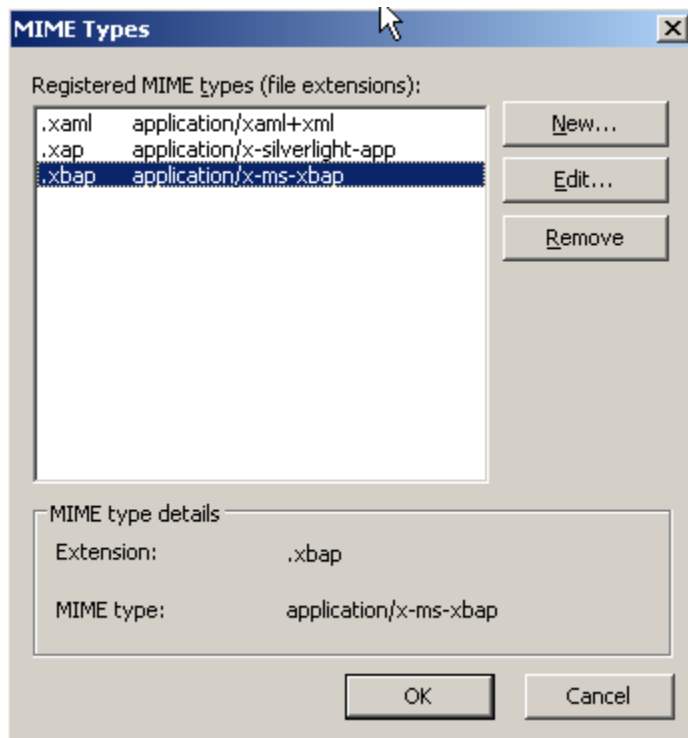 MIME Types
Registered MIME types (file extensions):
.xaml application/xaml+xml
.xap application/x-silverlight-app
.xbap application/x-ms-xbap
New...
Edit...
Remove
MIME type details
Extension: .xbap
MIME type: application/x-ms-xbap
OK Cancel